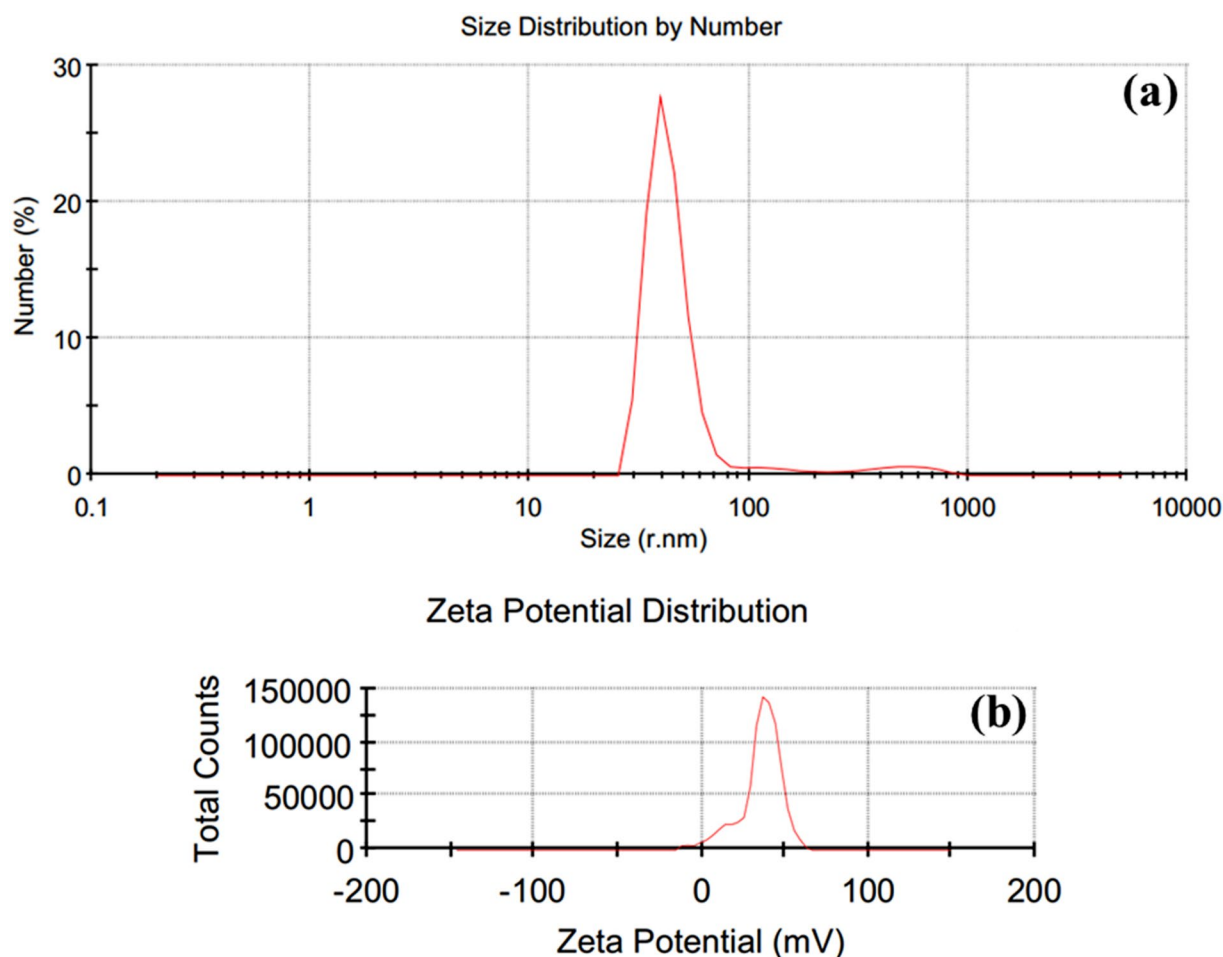 Size Distribution by Number
(a)
30
20
10
0
Number (%)
0.1 1 10 100 1000 10000
Size (r.nm)
Zeta Potential Distribution
(b)
150000
100000
50000
0
Total Counts
-200 -100 0 100 200
Zeta Potential (mV)